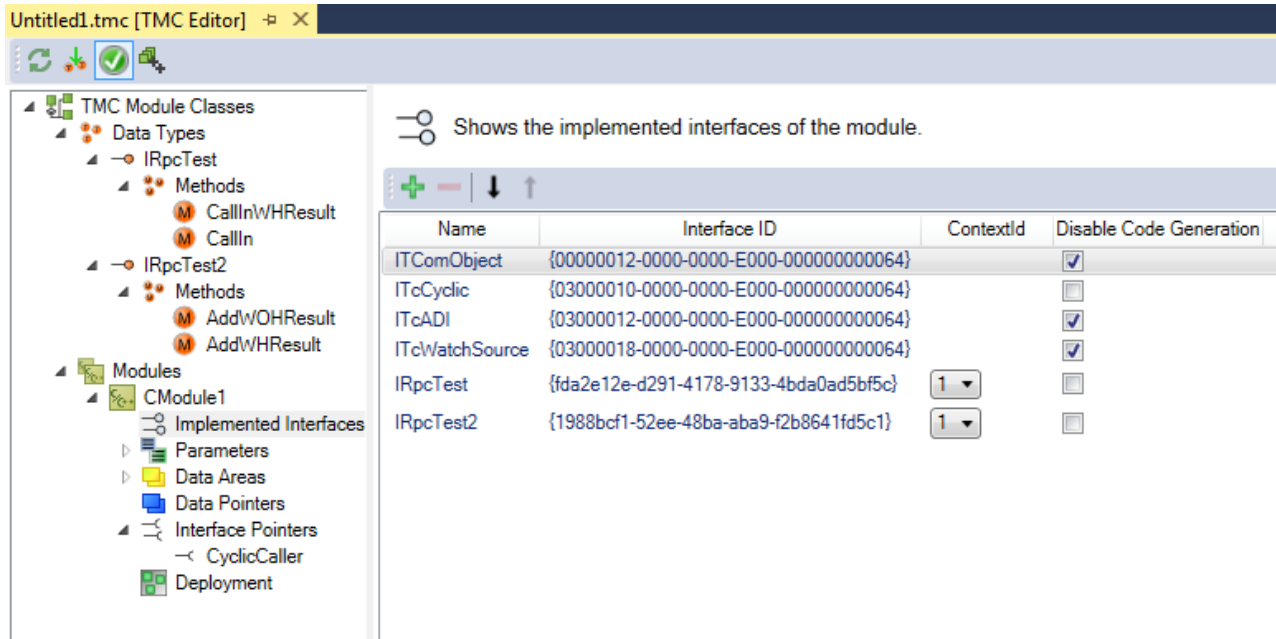 Untitled1.tmc [TMC Editor]
TMC Module Classes
Data Types
IRpcTest
Methods
CallInWHResult
CallIn
IRpcTest2
Methods
AddWOHResult
AddWHResult
Modules
CModule1
Implemented Interfaces
Parameters
Data Areas
Data Pointers
Interface Pointers
CyclicCaller
Deployment
Shows the implemented interfaces of the module.
Name Interface ID ContextId Disable Code Generation
ITComObject {00000012-0000-0000-E000-000000000064}
ITcCyclic {03000010-0000-0000-E000-000000000064}
ITcADI {03000012-0000-0000-E000-000000000064}
ITcWatchSource {03000018-0000-0000-E000-000000000064}
IRpcTest {fda2e12e-d291-4178-9133-4bda0ad5bf5c} 1
IRpcTest2 {1988bcf1-52ee-48ba-aba9-f2b8641fd5c1} 1